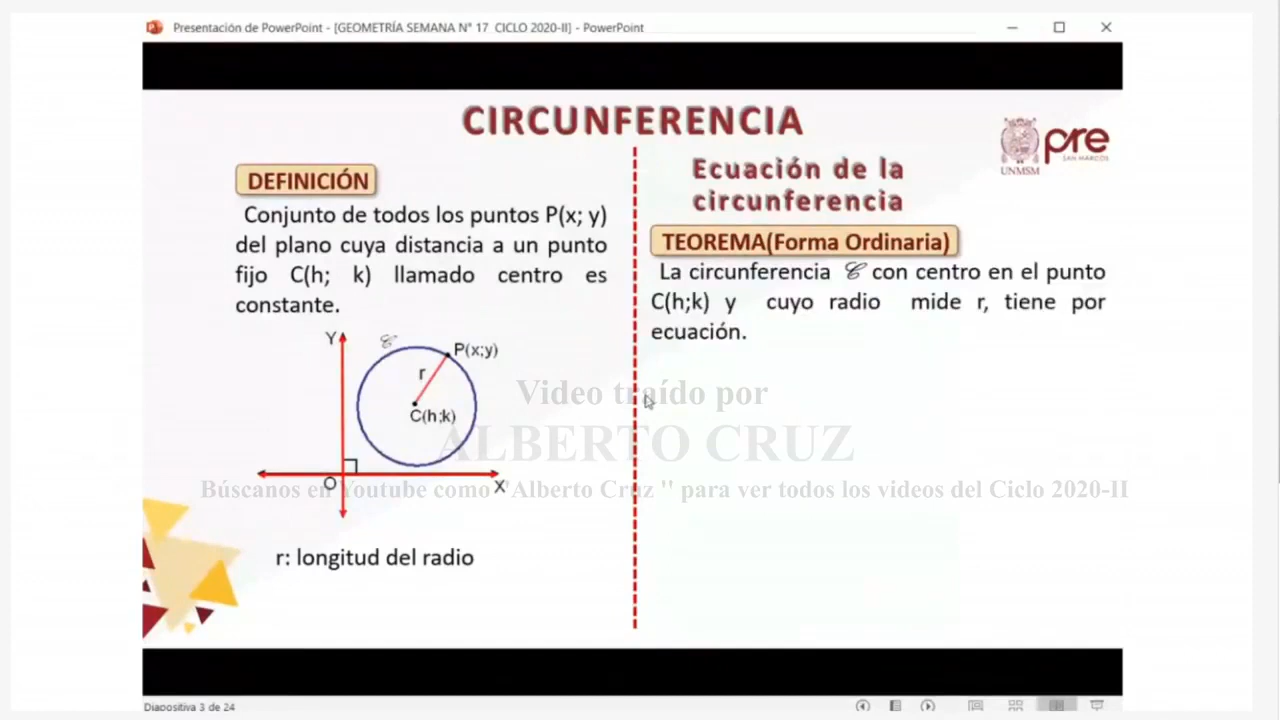 Presentación de PowerPoint - [GEOMETRÍA SEMANA N° 17 CICLO 2020-II] - PowerPoint
CIRCUNFERENCIA
pre
SAN MARCOS
UNMSM
DEFINICIÓN
Conjunto de todos los puntos P(x; y)
del plano cuya distancia a un punto
fijo C(h; k) llamado centro es
constante.
Y
𝒞
P(x;y)
r
C(h;k)
O
X
r: longitud del radio
Ecuación de la
circunferencia
TEOREMA(Forma Ordinaria)
La circunferencia 𝒞 con centro en el punto
C(h;k) y cuyo radio mide r, tiene por
ecuación.
Video traído por
ALBERTO CRUZ
Búscanos en Youtube como "Alberto Cruz " para ver todos los videos del Ciclo 2020-II
Diapositiva 3 de 24